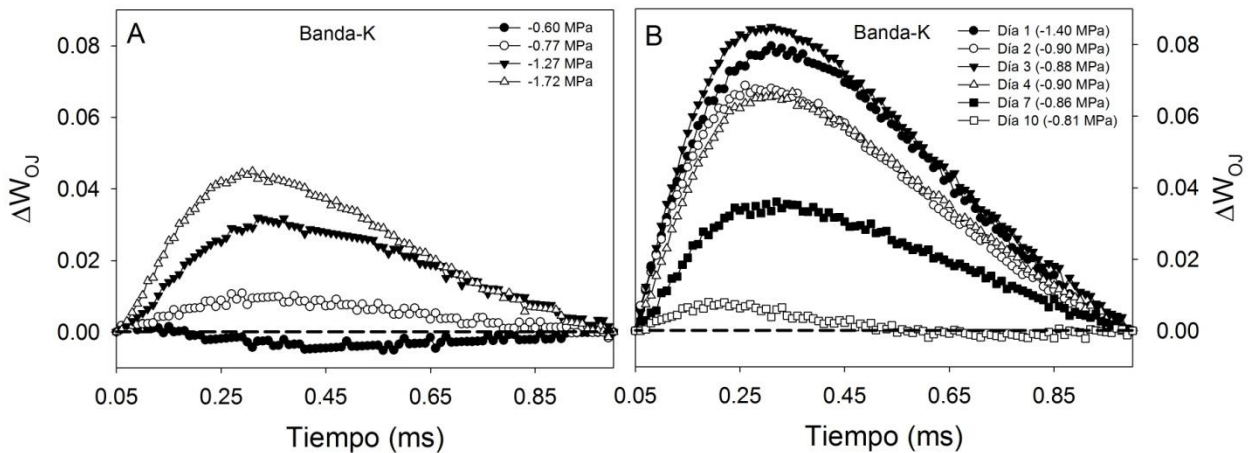 A
Banda-K
-0.60 MPa
-0.77 MPa
-1.27 MPa
-1.72 MPa
0.08
0.06
0.04
0.02
0.00
ΔW_OJ
0.05 0.25 0.45 0.65 0.85
Tiempo (ms)
B
Banda-K
Día 1 (-1.40 MPa)
Día 2 (-0.90 MPa)
Día 3 (-0.88 MPa)
Día 4 (-0.90 MPa)
Día 7 (-0.86 MPa)
Día 10 (-0.81 MPa)
0.08
0.06
0.04
0.02
0.00
ΔW_OJ
0.05 0.25 0.45 0.65 0.85
Tiempo (ms)